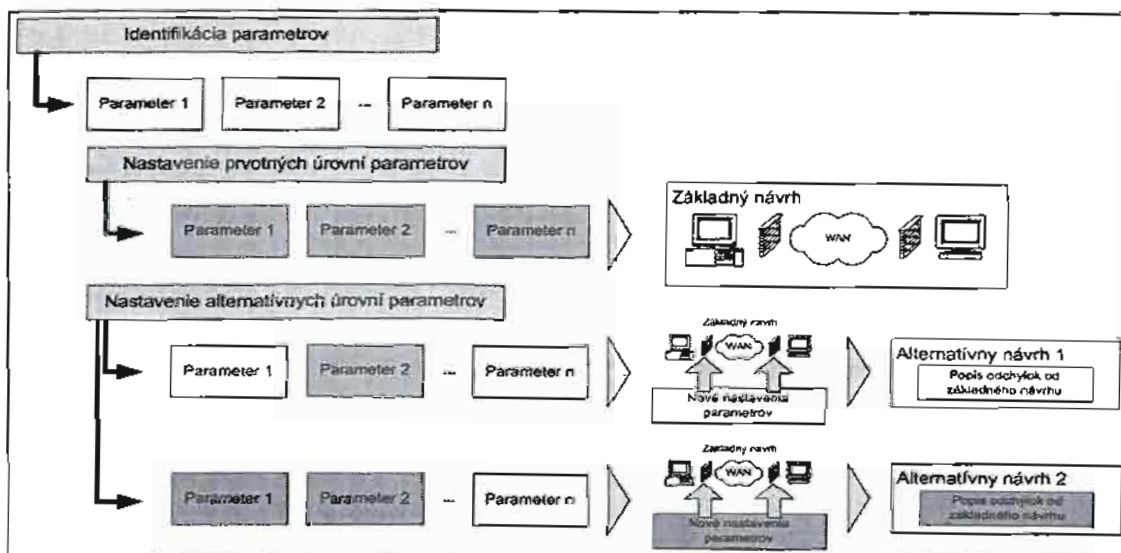 Identifikácia parametrov
Parameter 1 Parameter 2 ... Parameter n
Nastavenie prvotných úrovní parametrov
Parameter 1 Parameter 2 ... Parameter n
Základný návrh
WAN
Nastavenie alternatívnych úrovní parametrov
Parameter 1 Parameter 2 ... Parameter n
Základný návrh
WAN
Nové nastavenia
parametrov
Alternatívny návrh 1
Popis odchýlok od
základného návrhu
Parameter 1 Parameter 2 ... Parameter n
Základný návrh
WAN
Nové nastavenia
parametrov
Alternatívny návrh 2
Popis odchýlok od
základného návrhu